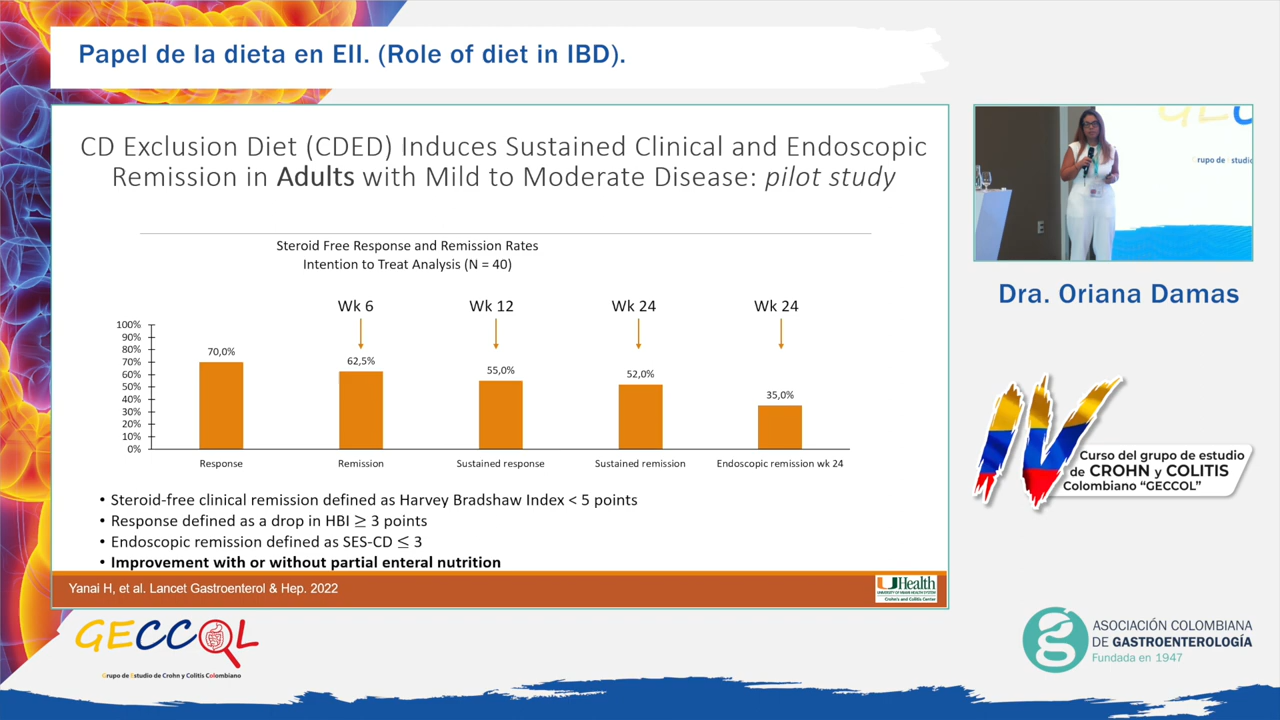 Papel de la dieta en EII. (Role of diet in IBD).
CD Exclusion Diet (CDED) Induces Sustained Clinical and Endoscopic
Remission in Adults with Mild to Moderate Disease: pilot study
Steroid Free Response and Remission Rates
Intention to Treat Analysis (N = 40)
Wk 6 Wk 12 Wk 24 Wk 24
100%
90%
80%
70%
60%
50%
40%
30%
20%
10%
0%
70,0% 62,5% 55,0% 52,0% 35,0%
Response Remission Sustained response Sustained remission Endoscopic remission wk 24
• Steroid-free clinical remission defined as Harvey Bradshaw Index < 5 points
• Response defined as a drop in HBI ≥ 3 points
• Endoscopic remission defined as SES-CD ≤ 3
• Improvement with or without partial enteral nutrition
Yanai H, et al. Lancet Gastroenterol & Hep. 2022
UHealth
UNIVERSITY OF MIAMI HEALTH SYSTEM
Crohn's and Colitis Center
rupo de Estudio
Dra. Oriana Damas
IV
Curso del grupo de estudio
de CROHN y COLITIS
Colombiano “GECCOL”
GECCOL
Grupo de Estudio de Crohn y Colitis Colombiano
ASOCIACIÓN COLOMBIANA
DE GASTROENTEROLOGÍA
Fundada en 1947